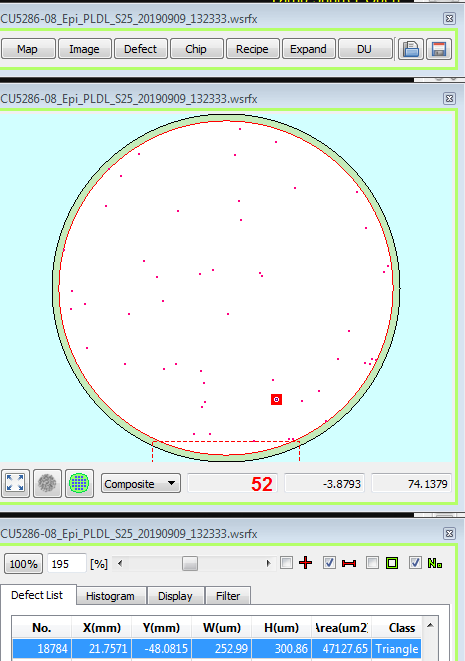 CU5286-08_Epi_PLDL_S25_20190909_132333.wsrfx
Map Image Defect Chip Recipe Expand DU
CU5286-08_Epi_PLDL_S25_20190909_132333.wsrfx
Composite 52 -3.8793 74.1379
CU5286-08_Epi_PLDL_S25_20190909_132333.wsrfx
100% 195 [%] No.
Defect List Histogram Display Filter
No. X(mm) Y(mm) W(um) H(um) Area(um2) Class
18784 21.7571 -48.0815 252.99 300.86 47127.65 Triangle